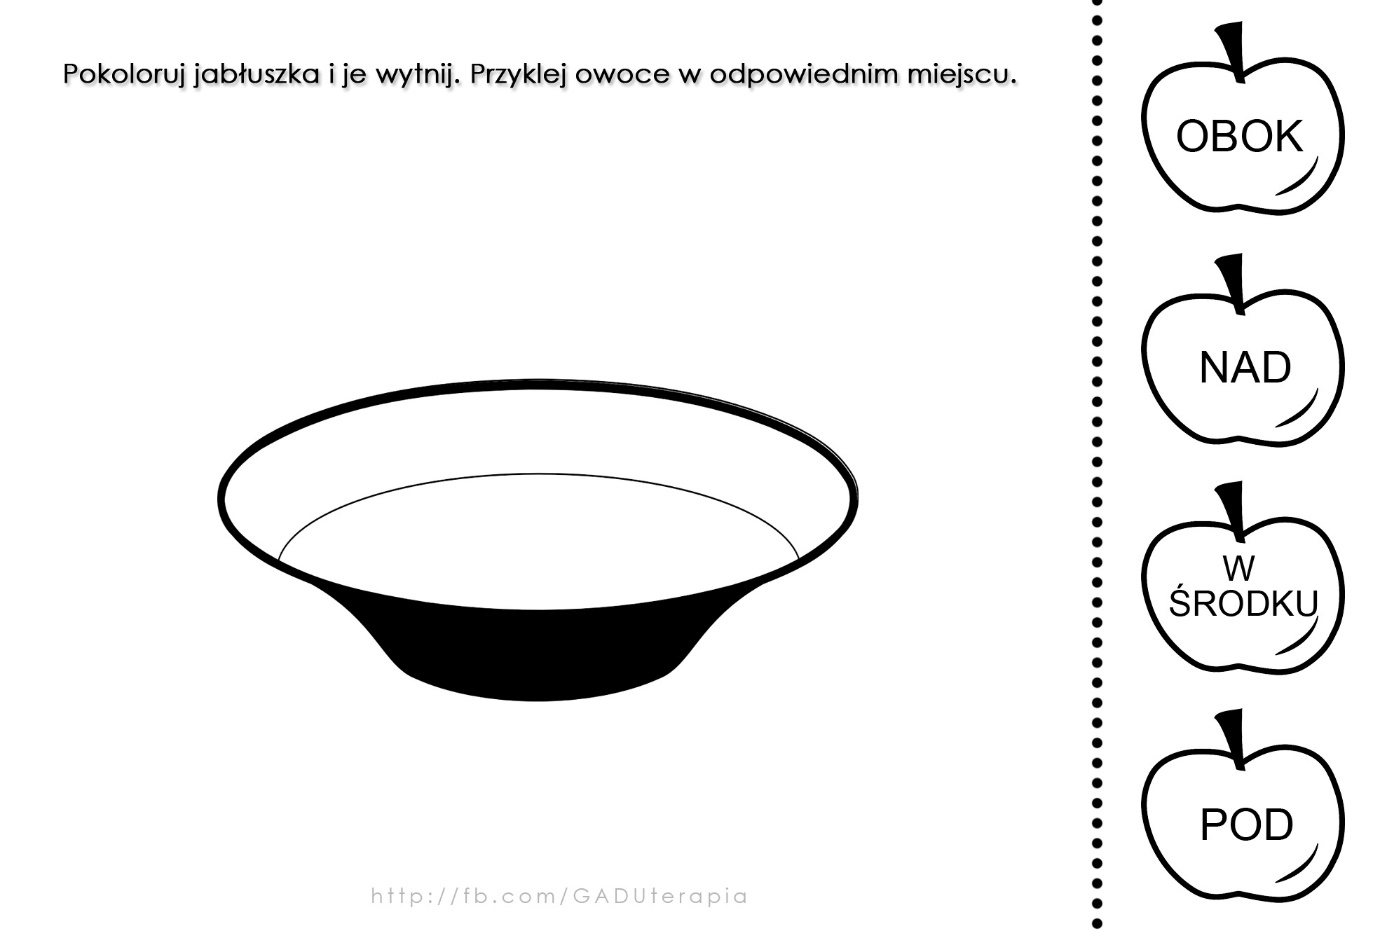 Pokoloruj jabłuszka i je wytnij. Przyklej owoce w odpowiednim miejscu.
OBOK
NAD
W
ŚRODKU
POD
http://fb.com/GADUterapia